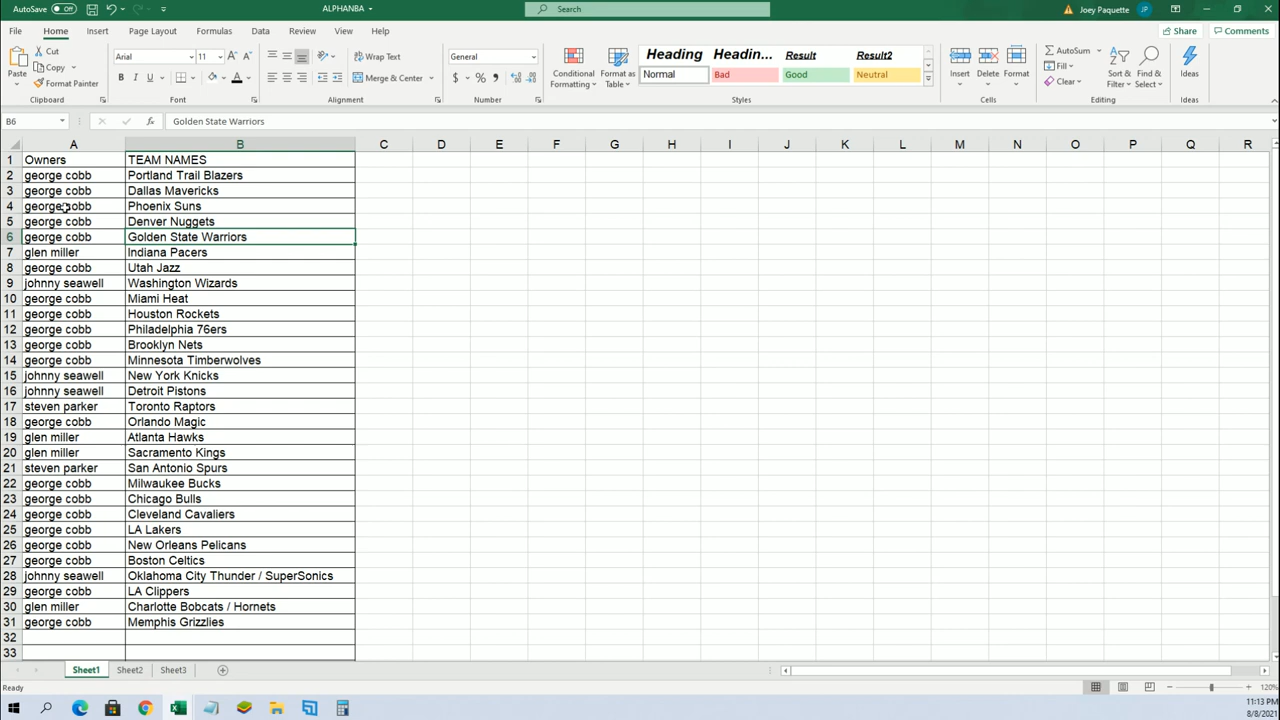 AutoSave Off ALPHANBA Search Joey Paquette JP
File Home Insert Page Layout Formulas Data Review View Help Share Comments
Paste Cut Copy Format Painter Clipboard
Arial 11 A A B I U A Font
ab Wrap Text Merge & Center Alignment
General $ % , Number
Conditional Formatting Format as Table
Heading Headin... Result Result2
Normal Bad Good Neutral
Styles
Insert Delete Format Cells
AutoSum Fill Clear Sort & Filter Find & Select Editing
Ideas Ideas
B6 fx Golden State Warriors
A B C D E F G H I J K L M N O P Q R
1 Owners TEAM NAMES
2 george cobb Portland Trail Blazers
3 george cobb Dallas Mavericks
4 george cobb Phoenix Suns
5 george cobb Denver Nuggets
6 george cobb Golden State Warriors
7 glen miller Indiana Pacers
8 george cobb Utah Jazz
9 johnny seawell Washington Wizards
10 george cobb Miami Heat
11 george cobb Houston Rockets
12 george cobb Philadelphia 76ers
13 george cobb Brooklyn Nets
14 george cobb Minnesota Timberwolves
15 johnny seawell New York Knicks
16 johnny seawell Detroit Pistons
17 steven parker Toronto Raptors
18 george cobb Orlando Magic
19 glen miller Atlanta Hawks
20 glen miller Sacramento Kings
21 steven parker San Antonio Spurs
22 george cobb Milwaukee Bucks
23 george cobb Chicago Bulls
24 george cobb Cleveland Cavaliers
25 george cobb LA Lakers
26 george cobb New Orleans Pelicans
27 george cobb Boston Celtics
28 johnny seawell Oklahoma City Thunder / SuperSonics
29 george cobb LA Clippers
30 glen miller Charlotte Bobcats / Hornets
31 george cobb Memphis Grizzlies
32
33
Sheet1 Sheet2 Sheet3
Ready 120%
11:13 PM
8/8/2021